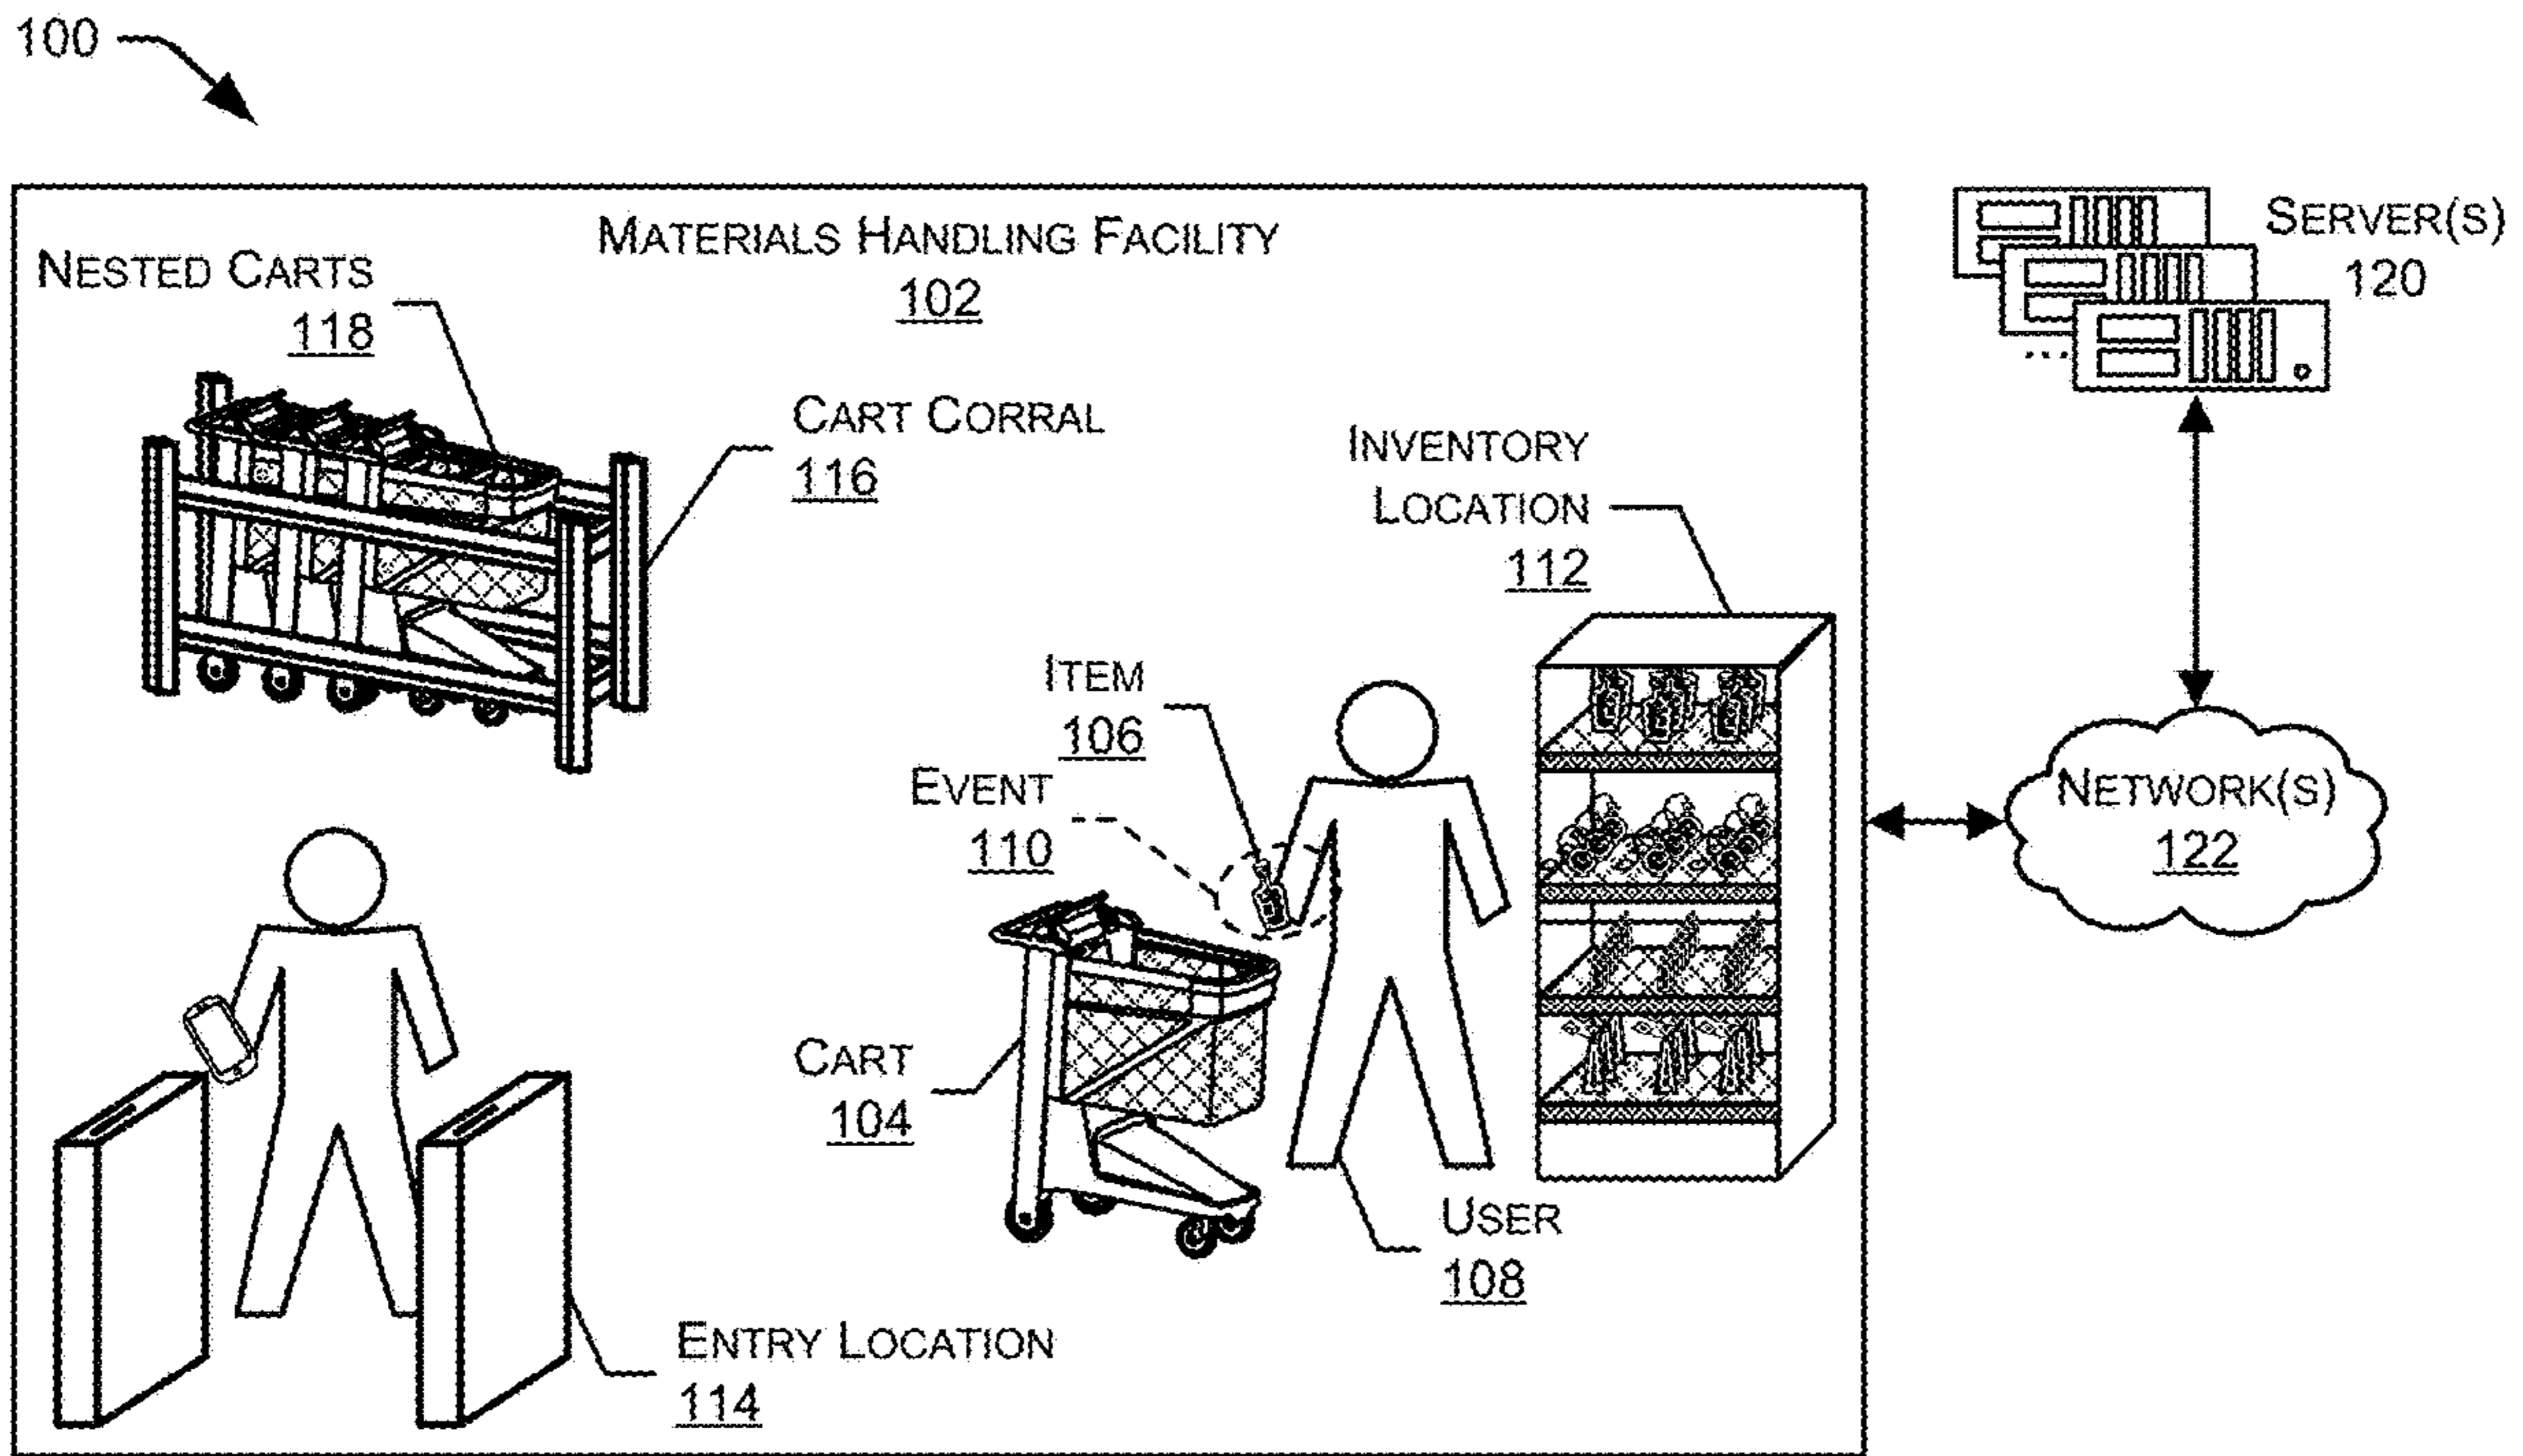 100
MATERIALS HANDLING FACILITY
102
NESTED CARTS
118
CART CORRAL
116
INVENTORY
LOCATION
112
ITEM
106
EVENT
110
CART
104
USER
108
ENTRY LOCATION
114
SERVER(S)
120
...
NETWORK(S)
122